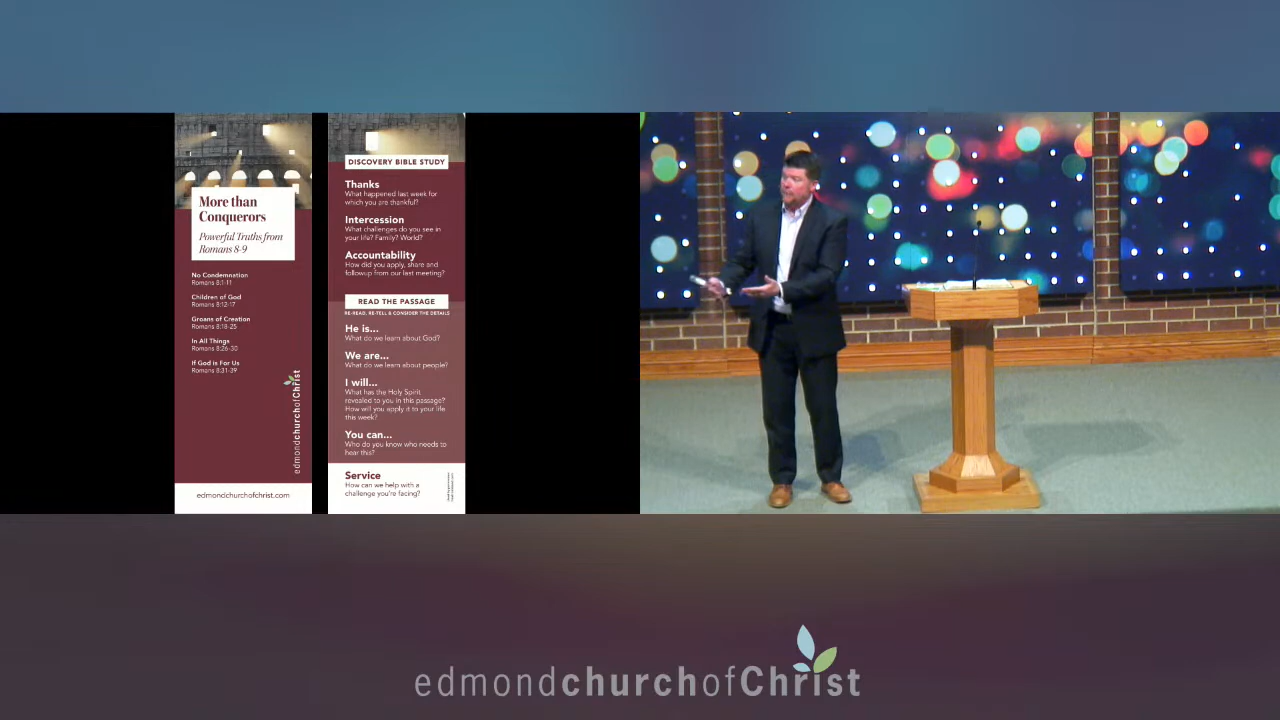 More than
Conquerors
Powerful Truths from
Romans 8-9
No Condemnation
Romans 8:1-11
Children of God
Romans 8:12-17
Groans of Creation
Romans 8:18-25
In All Things
Romans 8:26-30
If God is For Us
Romans 8:31-39
edmondchurchofChrist
edmondchurchofchrist.com
DISCOVERY BIBLE STUDY
Thanks
What happened last week for
which you are thankful?
Intercession
What challenges do you see in
your life? Family? World?
Accountability
How did you apply, share and
followup from our last meeting?
READ THE PASSAGE
RE-READ, RE-TELL & CONSIDER THE DETAILS
He is...
What do we learn about God?
We are...
What do we learn about people?
I will...
What has the Holy Spirit
revealed to you in this passage?
How will you apply it to your life
this week?
You can...
Who do you know who needs to
hear this?
Service
How can we help with a
challenge you're facing?
edmondchurchofChrist